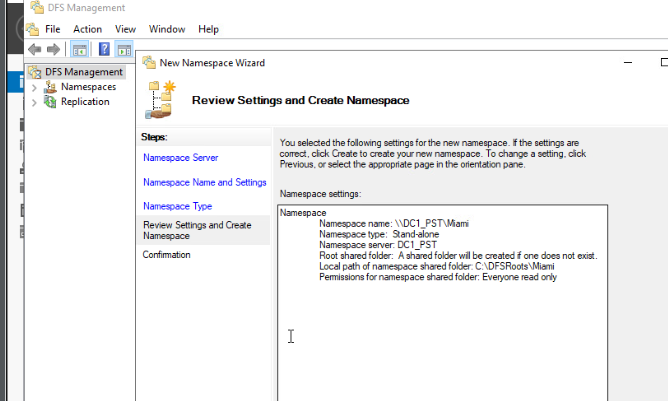 DFS Management
File Action View Window Help
DFS Management
Namespaces
Replication
New Namespace Wizard
Review Settings and Create Namespace
Steps:
Namespace Server
Namespace Name and Settings
Namespace Type
Review Settings and Create
Namespace
Confirmation
You selected the following settings for the new namespace. If the settings are
correct, click Create to create your new namespace. To change a setting, click
Previous, or select the appropriate page in the orientation pane.
Namespace settings:
Namespace
Namespace name: \\DC1_PST\Miami
Namespace type: Stand-alone
Namespace server: DC1_PST
Root shared folder: A shared folder will be created if one does not exist.
Local path of namespace shared folder: C:\DFSRoots\Miami
Permissions for namespace shared folder: Everyone read only